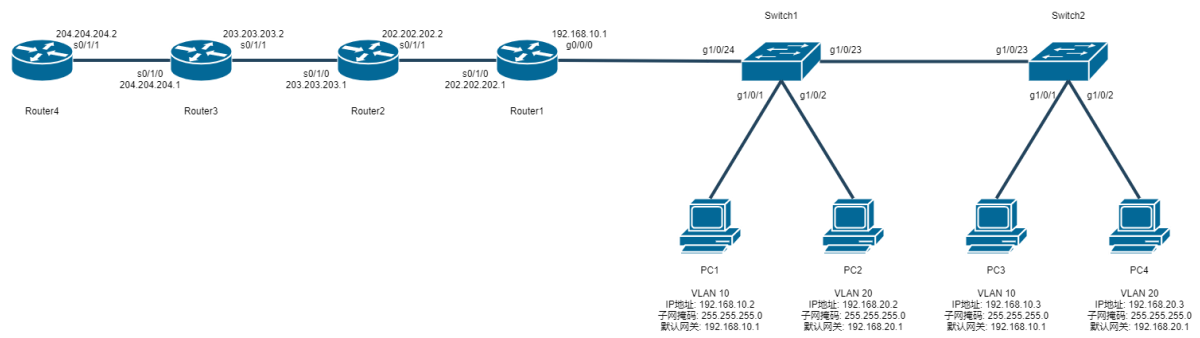 Switch1
Switch2
204.204.204.2
s0/1/1
203.203.203.2
s0/1/1
202.202.202.2
s0/1/1
192.168.10.1
g0/0/0
g1/0/24
g1/0/23
g1/0/23
s0/1/0
204.204.204.1
s0/1/0
203.203.203.1
s0/1/0
202.202.202.1
g1/0/1
g1/0/2
g1/0/1
g1/0/2
Router4
Router3
Router2
Router1
PC1
PC2
PC3
PC4
VLAN 10
IP地址: 192.168.10.2
子网掩码: 255.255.255.0
默认网关: 192.168.10.1
VLAN 20
IP地址: 192.168.20.2
子网掩码: 255.255.255.0
默认网关: 192.168.20.1
VLAN 10
IP地址: 192.168.10.3
子网掩码: 255.255.255.0
默认网关: 192.168.10.1
VLAN 20
IP地址: 192.168.20.3
子网掩码: 255.255.255.0
默认网关: 192.168.20.1